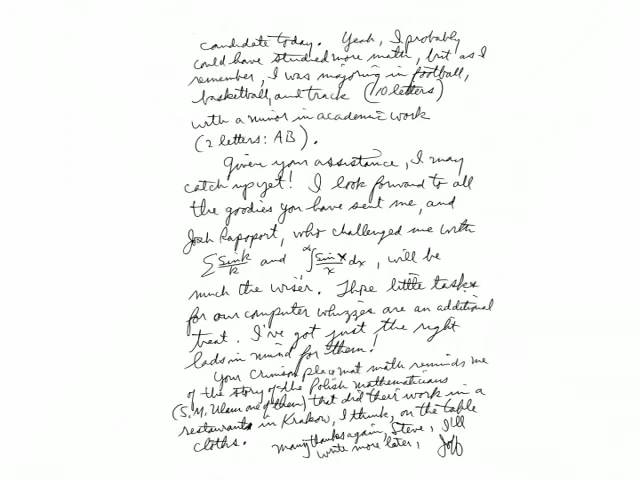 candidate today. Yeah, I probably
could have studied more math, but as I
remember, I was majoring in football,
basketball, and track (10 letters)
with a minor in academic work
(2 letters: AB).
Given your assistance, I may
catch up yet! I look forward to all
the goodies you have sent me, and
Josh Rapoport, who challenged me with
∑ sin k/k and ∫ sin x/x dx, will be
much the wiser. Those little tasks
for our computer whizzes are an additional
treat. I've got just the right
lads in mind for them!
Your Crimson placemat math reminds me
of the story of the Polish mathematicians
(S.M. Ulam one of them) that did their work in a
restaurant in Krakow, I think, on the table
cloths.
Many thanks again, Steve, I'll
write more later,